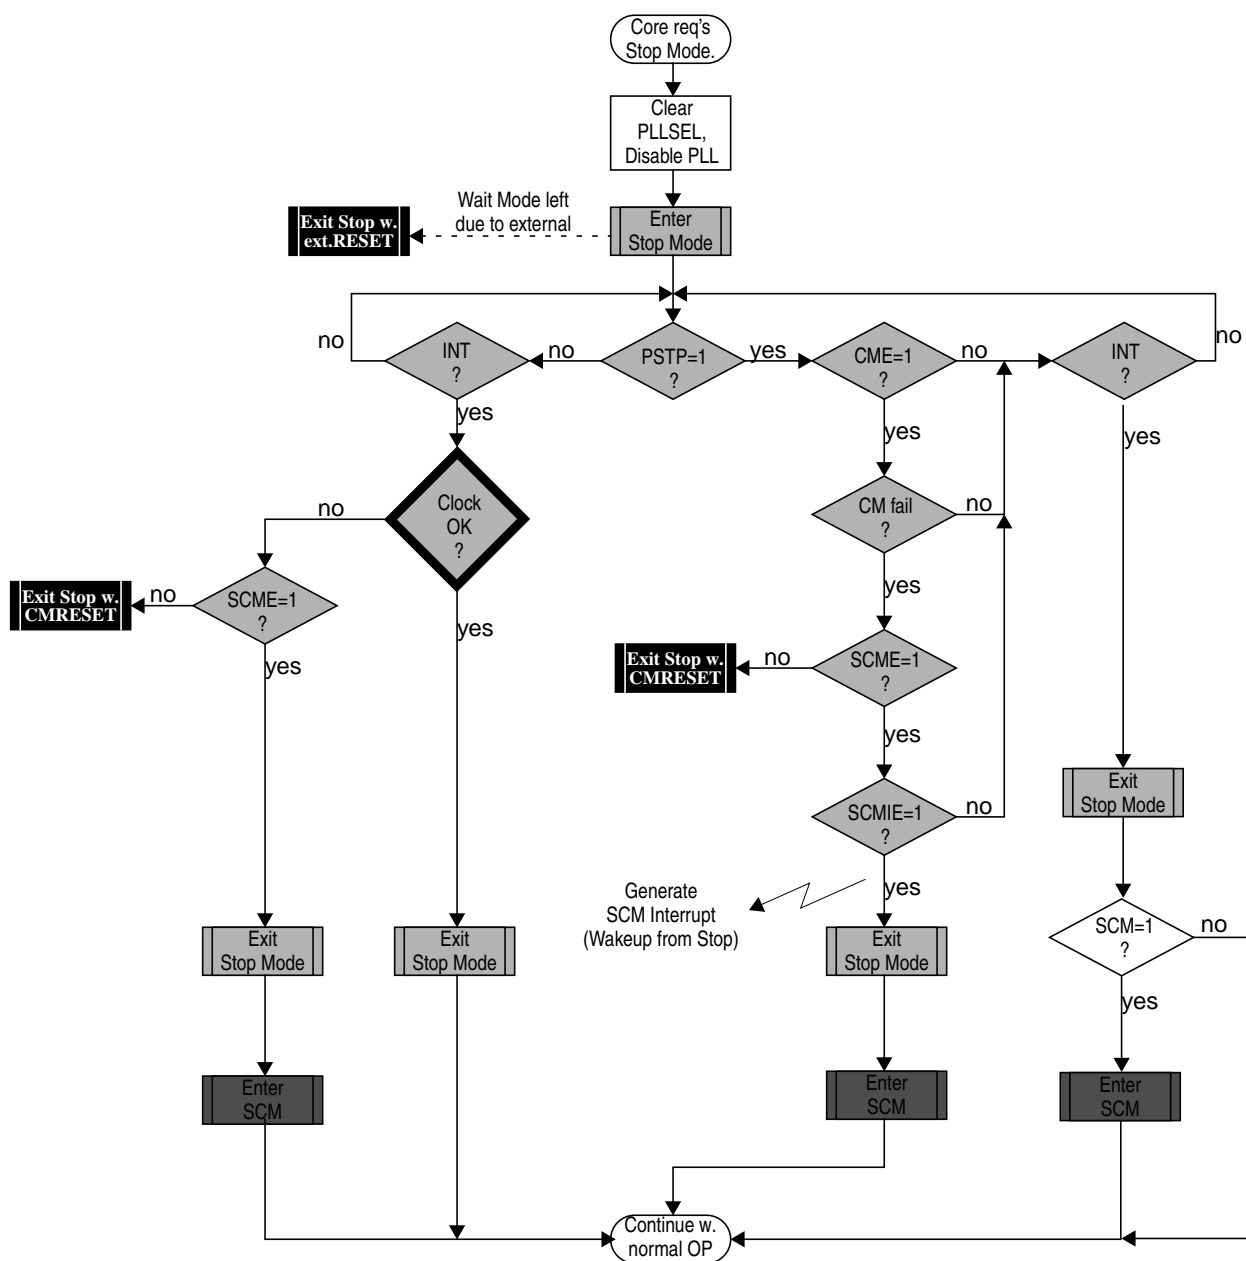 Core req's
Stop Mode.
Clear
PLLSEL,
Disable PLL
Wait Mode left
due to external
Exit Stop w.
ext.RESET
Enter
Stop Mode
no
INT
?
no
PSTP=1
?
yes
CME=1
?
no
INT
?
no
yes
yes
yes
no
Clock
OK
?
CM fail
?
no
yes
Exit Stop w.
CMRESET
no
SCME=1
?
yes
yes
Exit Stop w.
CMRESET
no
SCME=1
?
yes
Exit
Stop Mode
SCMIE=1
?
no
Generate
SCM Interrupt
(Wakeup from Stop)
yes
Exit
Stop Mode
Exit
Stop Mode
Exit
Stop Mode
SCM=1
?
no
yes
Enter
SCM
Enter
SCM
Enter
SCM
Continue w.
normal OP